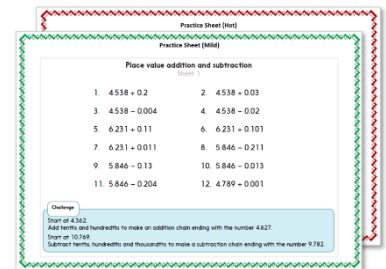 Practice Sheet (Hot)
Practice Sheet (Mild)
Place value addition and subtraction
Sheet 1
1. 4.538 + 0.2
2. 4.538 + 0.03
3. 4.538 – 0.004
4. 4.538 – 0.02
5. 6.231 + 0.11
6. 6.231 + 0.101
7. 6.231 + 0.011
8. 5.846 – 0.211
9. 5.846 – 0.13
10. 5.846 – 0.013
11. 5.846 – 0.204
12. 4.789 + 0.001
Challenge
Start at 4.362.
Add tenths and hundredths to make an addition chain ending with the number 4.627.
Start at 10.769.
Subtract tenths, hundredths and thousandths to make a subtraction chain ending with the number 9.782.